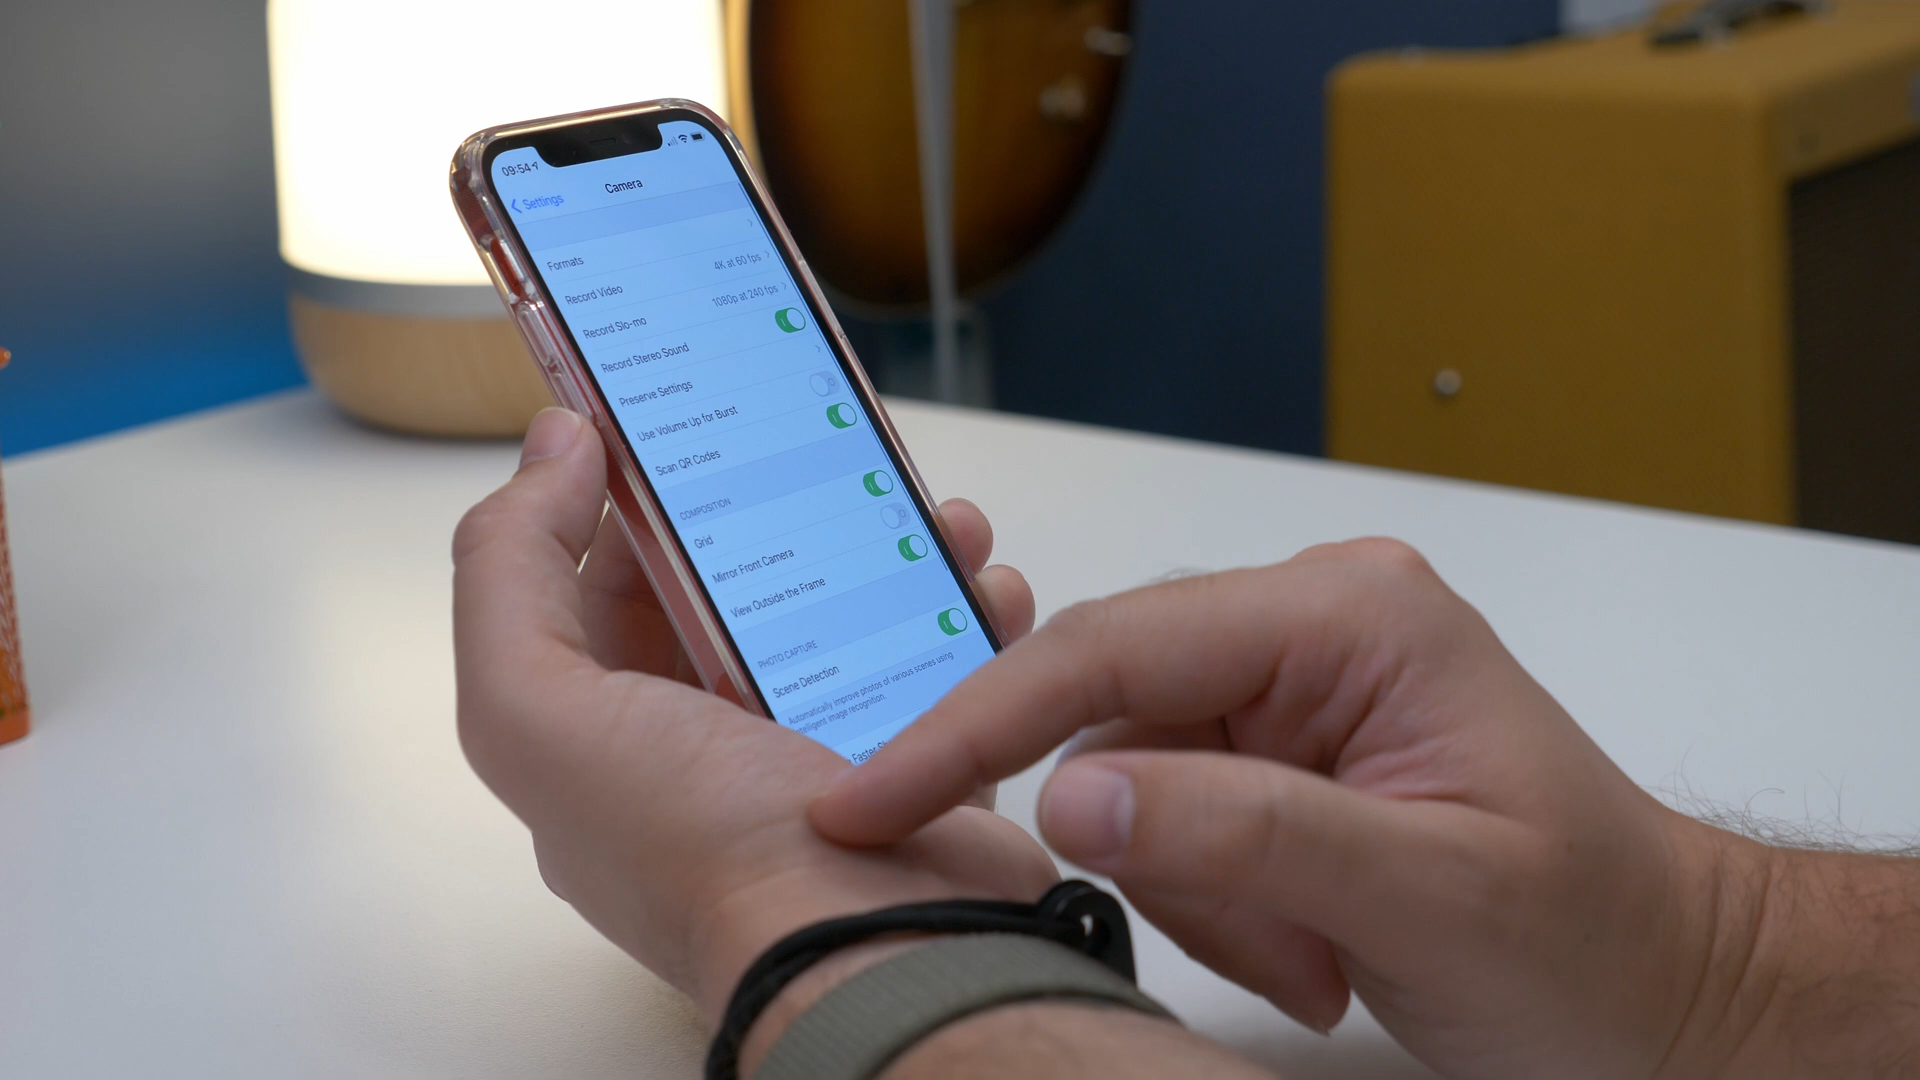 09:54
Settings
Camera
Formats
Record Video 4K at 60 fps
Record Slo-mo 1080p at 240 fps
Record Stereo Sound
Preserve Settings
Use Volume Up for Burst
Scan QR Codes
COMPOSITION
Grid
Mirror Front Camera
View Outside the Frame
PHOTO CAPTURE
Scene Detection
Automatically improve photos of various scenes using
intelligent image recognition.
Faster